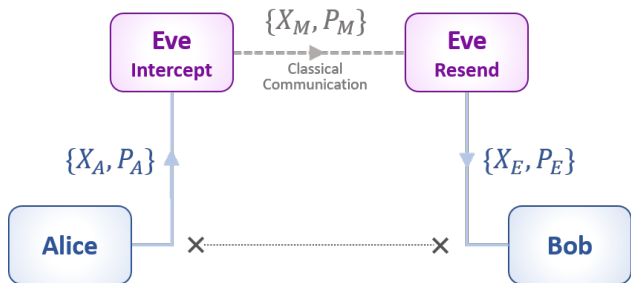 {X_M, P_M}
Eve
Intercept
Classical
Communication
Eve
Resend
{X_A, P_A}
{X_E, P_E}
Alice
Bob